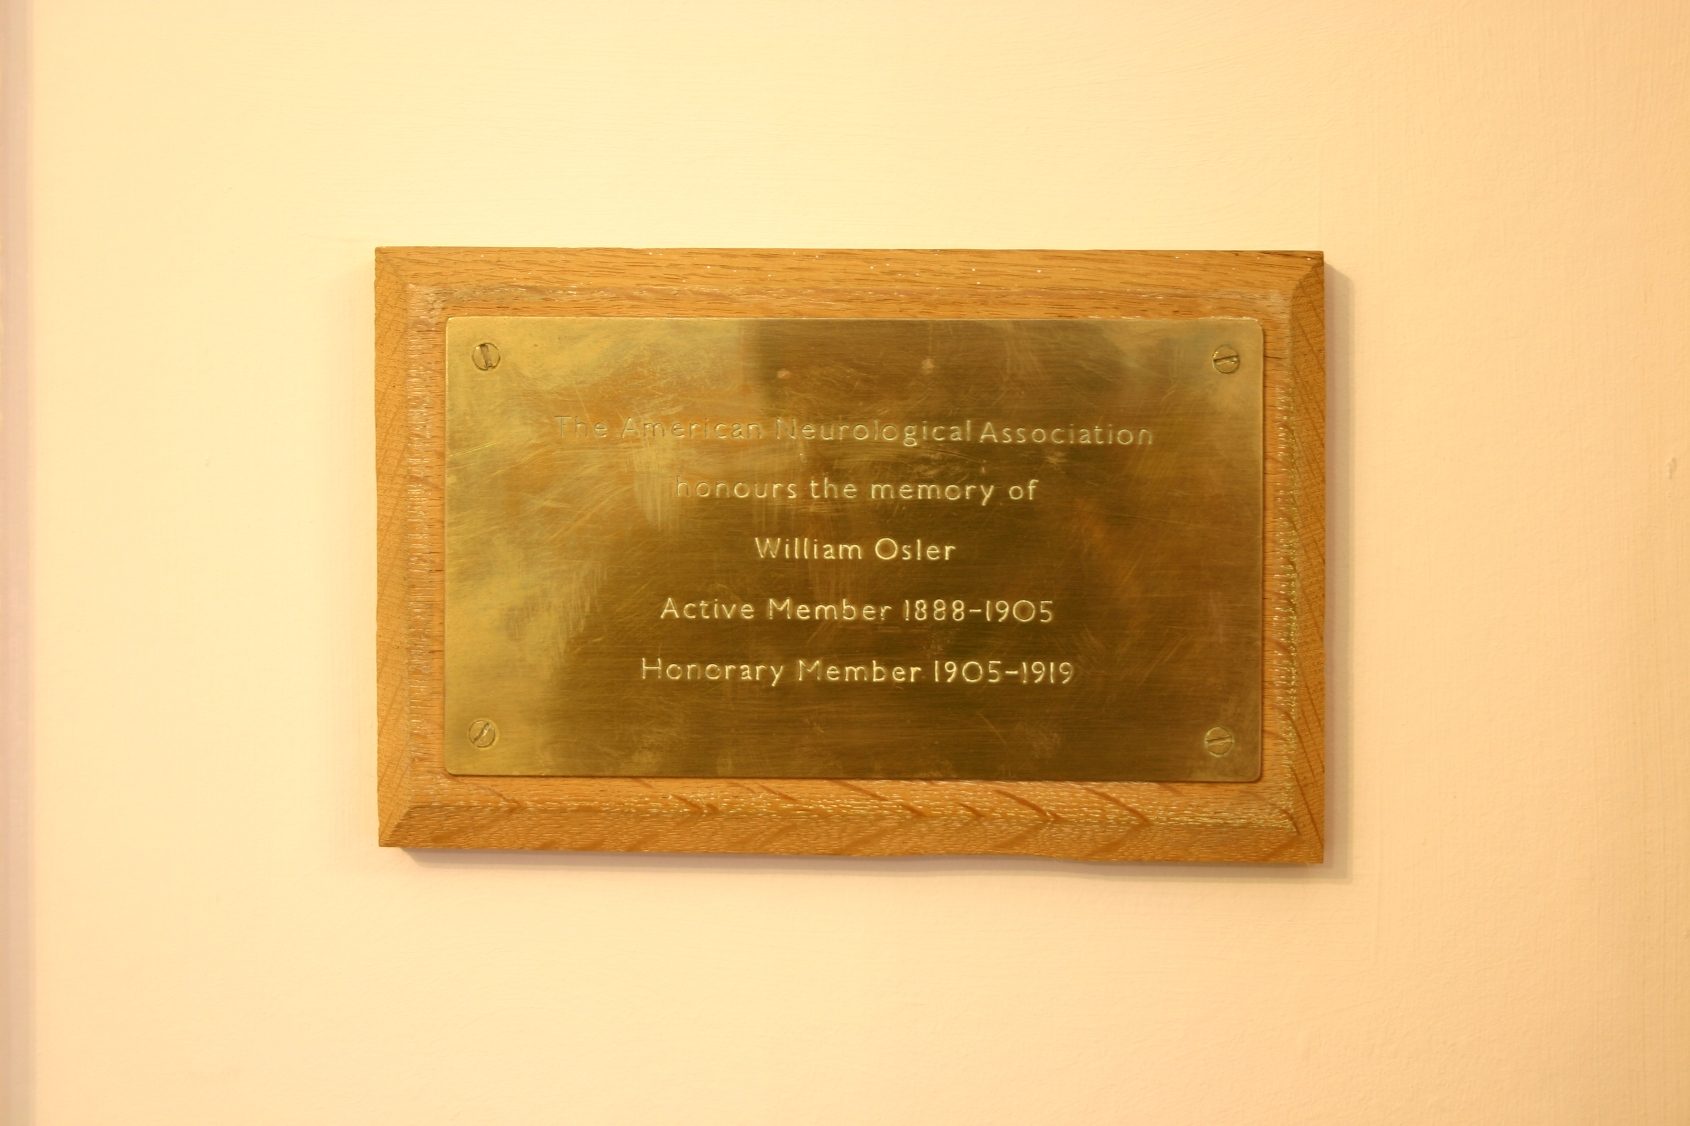 The American Neurological Association
honours the memory of
William Osler
Active Member 1888-1905
Honorary Member 1905-1919